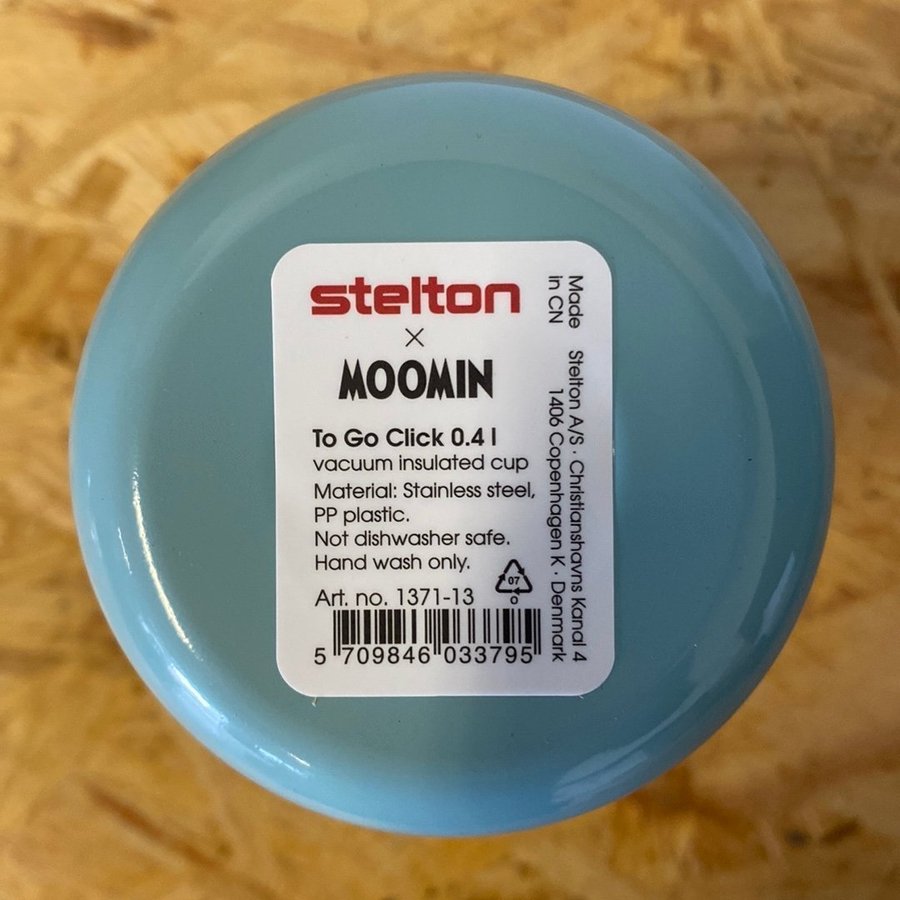 stelton
×
MOOMIN
To Go Click 0.4 l
vacuum insulated cup
Material: Stainless steel,
PP plastic.
Not dishwasher safe.
Hand wash only.
Art. no. 1371-13
07
O
5 709846 033795
Made
in CN
Stelton A/S · Christianshavns Kanal 4
1406 Copenhagen K · Denmark